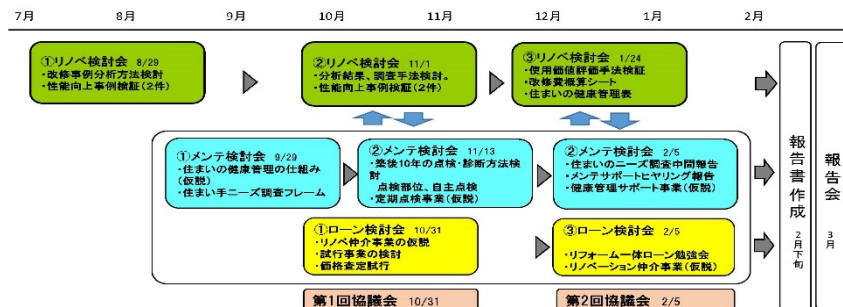 7月 8月 9月 10月 11月 12月 1月 2月
①リノベ検討会 8/29
・改修事例分析方法検討
・性能向上事例検証(2件)
②リノベ検討会 11/1
・分析結果、調査手法検討。
・性能向上事例検証(2件)
③リノベ検討会 1/24
・使用価値評価手法検証
・改修費概算シート
・住まいの健康管理表
①メンテ検討会 9/29
・住まいの健康管理の仕組み
(仮説)
・住まい手ニーズ調査フレーム
②メンテ検討会 11/13
・築後10年の点検・診断方法検
討
点検部位、自主点検
・定期点検事業(仮説)
②メンテ検討会 2/5
・住まいのニーズ調査中間報告
・メンテサポートヒヤリング報告
・健康管理サポート事業(仮説)
①ローン検討会 10/31
・リノベ仲介事業の仮説
・試行事業の検討
・価格査定試行
③ローン検討会 2/5
・リフォーム一体ローン勉強会
・リノベーション仲介事業(仮説)
第1回協議会 10/31
第2回協議会 2/5
報告書作成 2月下旬
報告会 3月